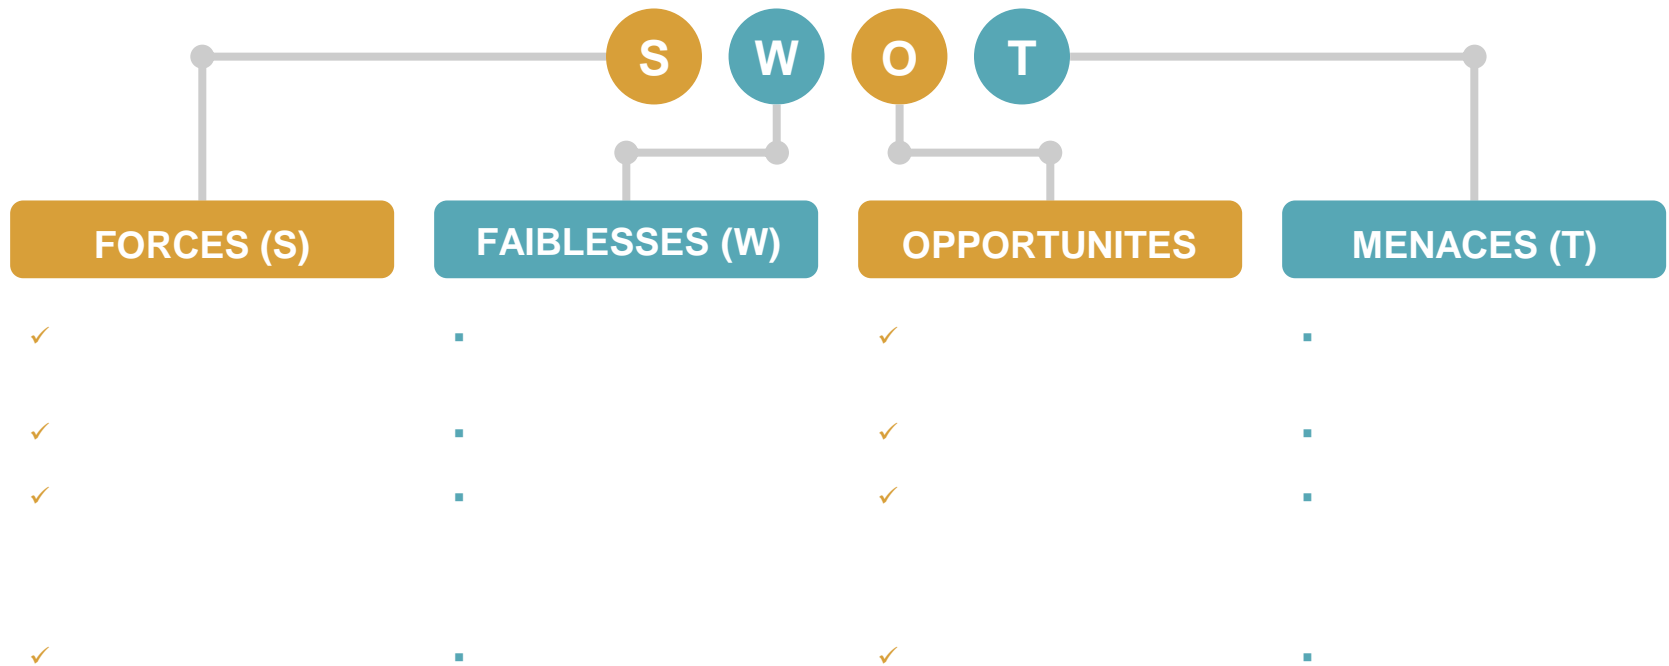 S W O T
FORCES (S)
FAIBLESSES (W)
OPPORTUNITES
MENACES (T)